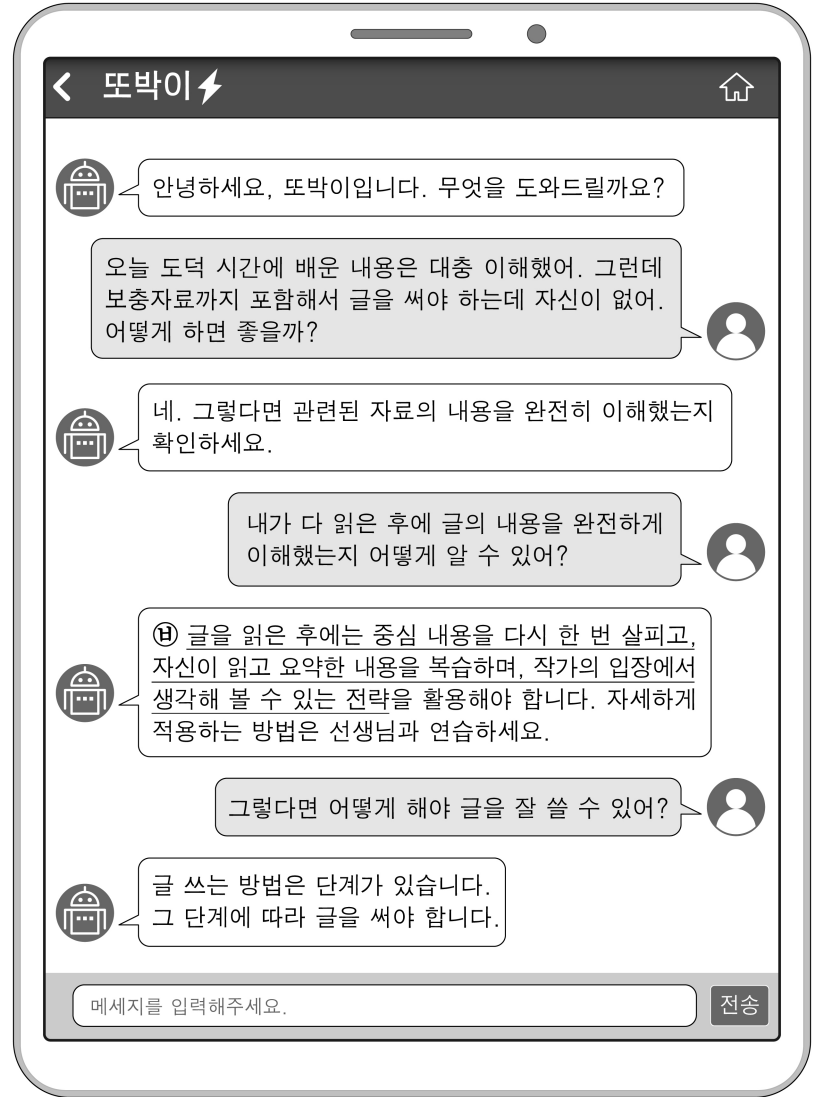 또박이
안녕하세요, 또박이입니다. 무엇을 도와드릴까요?
오늘 도덕 시간에 배운 내용은 대충 이해했어. 그런데
보충자료까지 포함해서 글을 써야 하는데 자신이 없어.
어떻게 하면 좋을까?
네. 그렇다면 관련된 자료의 내용을 완전히 이해했는지
확인하세요.
내가 다 읽은 후에 글의 내용을 완전하게
이해했는지 어떻게 알 수 있어?
㉥ 글을 읽은 후에는 중심 내용을 다시 한 번 살피고,
자신이 읽고 요약한 내용을 복습하며, 작가의 입장에서
생각해 볼 수 있는 전략을 활용해야 합니다. 자세하게
적용하는 방법은 선생님과 연습하세요.
그렇다면 어떻게 해야 글을 잘 쓸 수 있어?
글 쓰는 방법은 단계가 있습니다.
그 단계에 따라 글을 써야 합니다.
메세지를 입력해주세요.
전송